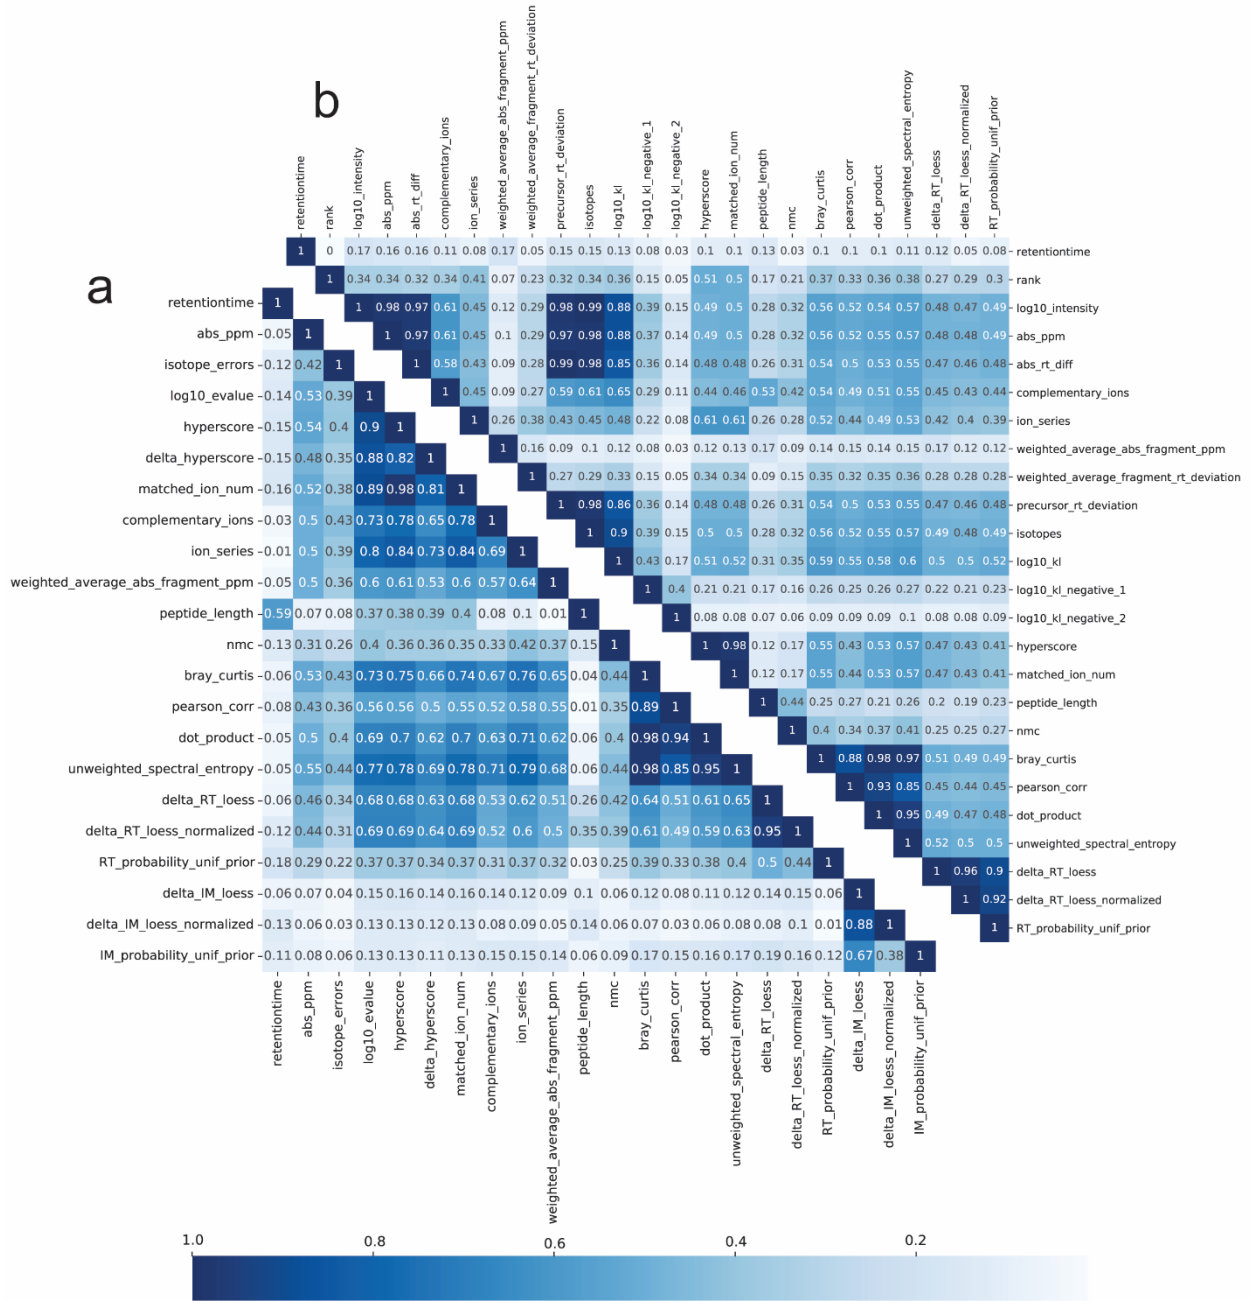 b
retentiontime
rank
log10_intensity
abs_ppm
abs_rt_diff
complementary_ions
ion_series
weighted_average_abs_fragment_ppm
weighted_average_fragment_rt_deviation
precursor_rt_deviation
isotopes
log10_kl
log10_kl_negative_1
log10_kl_negative_2
hyperscore
matched_ion_num
peptide_length
nmc
bray_curtis
pearson_corr
dot_product
unweighted_spectral_entropy
delta_RT_loess
delta_RT_loess_normalized
RT_probability_unif_prior
1 0 0.17 0.16 0.16 0.11 0.08 0.17 0.05 0.15 0.15 0.13 0.08 0.03 0.1 0.1 0.13 0.03 0.1 0.1 0.1 0.11 0.12 0.05 0.08 retentiontime
1 0.34 0.34 0.32 0.34 0.41 0.07 0.23 0.32 0.34 0.36 0.15 0.05 0.51 0.5 0.17 0.21 0.37 0.33 0.36 0.38 0.27 0.29 0.3 rank
1 0.98 0.97 0.61 0.45 0.12 0.29 0.98 0.99 0.88 0.39 0.15 0.49 0.5 0.28 0.32 0.56 0.52 0.54 0.57 0.48 0.47 0.49 log10_intensity
1 0.97 0.61 0.45 0.1 0.29 0.97 0.98 0.88 0.37 0.14 0.49 0.5 0.28 0.32 0.56 0.52 0.55 0.57 0.48 0.48 0.49 abs_ppm
1 0.58 0.43 0.09 0.28 0.99 0.98 0.85 0.36 0.14 0.48 0.48 0.26 0.31 0.54 0.5 0.53 0.55 0.47 0.46 0.48 abs_rt_diff
1 0.45 0.09 0.27 0.59 0.61 0.65 0.29 0.11 0.44 0.46 0.53 0.42 0.54 0.49 0.51 0.55 0.45 0.43 0.44 complementary_ions
1 0.26 0.38 0.43 0.45 0.48 0.22 0.08 0.61 0.61 0.26 0.28 0.52 0.44 0.49 0.53 0.42 0.4 0.39 ion_series
1 0.16 0.09 0.1 0.12 0.08 0.03 0.12 0.13 0.17 0.09 0.14 0.15 0.14 0.15 0.17 0.12 0.12 weighted_average_abs_fragment_ppm
1 0.27 0.29 0.33 0.15 0.05 0.34 0.34 0.09 0.15 0.35 0.32 0.35 0.36 0.28 0.28 0.28 weighted_average_fragment_rt_deviation
1 0.98 0.86 0.36 0.14 0.48 0.48 0.26 0.31 0.54 0.5 0.53 0.55 0.47 0.46 0.48 precursor_rt_deviation
1 0.9 0.39 0.15 0.5 0.5 0.28 0.32 0.56 0.52 0.55 0.57 0.49 0.48 0.49 isotopes
1 0.43 0.17 0.51 0.52 0.31 0.35 0.59 0.55 0.58 0.6 0.5 0.5 0.52 log10_kl
1 0.4 0.21 0.21 0.17 0.16 0.26 0.25 0.26 0.27 0.22 0.21 0.23 log10_kl_negative_1
1 0.08 0.08 0.07 0.06 0.09 0.09 0.09 0.1 0.08 0.08 0.09 log10_kl_negative_2
1 0.98 0.12 0.17 0.55 0.43 0.53 0.57 0.47 0.43 0.41 hyperscore
1 0.12 0.17 0.55 0.44 0.53 0.57 0.47 0.43 0.41 matched_ion_num
1 0.44 0.25 0.27 0.21 0.26 0.2 0.19 0.23 peptide_length
1 0.4 0.34 0.37 0.41 0.25 0.25 0.27 nmc
1 0.88 0.98 0.97 0.51 0.49 0.49 bray_curtis
1 0.93 0.85 0.45 0.44 0.45 pearson_corr
1 0.95 0.49 0.47 0.48 dot_product
1 0.52 0.5 0.5 unweighted_spectral_entropy
1 0.96 0.9 delta_RT_loess
1 0.92 delta_RT_loess_normalized
1 RT_probability_unif_prior
a
retentiontime 1
abs_ppm 0.05 1
isotope_errors 0.12 0.42 1
log10_evalue 0.14 0.53 0.39 1
hyperscore 0.15 0.54 0.4 0.9 1
delta_hyperscore 0.15 0.48 0.35 0.88 0.82 1
matched_ion_num 0.16 0.52 0.38 0.89 0.98 0.81 1
complementary_ions 0.03 0.5 0.43 0.73 0.78 0.65 0.78 1
ion_series 0.01 0.5 0.39 0.8 0.84 0.73 0.84 0.69 1
weighted_average_abs_fragment_ppm 0.05 0.5 0.36 0.6 0.61 0.53 0.6 0.57 0.64 1
peptide_length 0.59 0.07 0.08 0.37 0.38 0.39 0.4 0.08 0.1 0.01 1
nmc 0.13 0.31 0.26 0.4 0.36 0.36 0.35 0.33 0.42 0.37 0.15 1
bray_curtis 0.06 0.53 0.43 0.73 0.75 0.66 0.74 0.67 0.76 0.65 0.04 0.44 1
pearson_corr 0.08 0.43 0.36 0.56 0.56 0.5 0.55 0.52 0.58 0.55 0.01 0.35 0.89 1
dot_product 0.05 0.5 0.4 0.69 0.7 0.62 0.7 0.63 0.71 0.62 0.06 0.4 0.98 0.94 1
unweighted_spectral_entropy 0.05 0.55 0.44 0.77 0.78 0.69 0.78 0.71 0.79 0.68 0.06 0.44 0.98 0.85 0.95 1
delta_RT_loess 0.06 0.46 0.34 0.68 0.68 0.63 0.68 0.53 0.62 0.51 0.26 0.42 0.64 0.51 0.61 0.65 1
delta_RT_loess_normalized 0.12 0.44 0.31 0.69 0.69 0.64 0.69 0.52 0.6 0.5 0.35 0.39 0.61 0.49 0.59 0.63 0.95 1
RT_probability_unif_prior 0.18 0.29 0.22 0.37 0.37 0.34 0.37 0.31 0.37 0.32 0.03 0.25 0.39 0.33 0.38 0.4 0.5 0.44 1
delta_IM_loess 0.06 0.07 0.04 0.15 0.16 0.14 0.16 0.14 0.12 0.09 0.1 0.06 0.12 0.08 0.11 0.12 0.14 0.15 0.06 1
delta_IM_loess_normalized 0.13 0.06 0.03 0.13 0.13 0.12 0.13 0.08 0.09 0.05 0.14 0.06 0.07 0.03 0.06 0.08 0.08 0.1 0.01 0.88 1
IM_probability_unif_prior 0.11 0.08 0.06 0.13 0.13 0.11 0.13 0.15 0.15 0.14 0.06 0.09 0.17 0.15 0.16 0.17 0.19 0.16 0.12 0.67 0.38 1
retentiontime
abs_ppm
isotope_errors
log10_evalue
hyperscore
delta_hyperscore
matched_ion_num
complementary_ions
ion_series
weighted_average_abs_fragment_ppm
peptide_length
nmc
bray_curtis
pearson_corr
dot_product
unweighted_spectral_entropy
delta_RT_loess
delta_RT_loess_normalized
RT_probability_unif_prior
delta_IM_loess
delta_IM_loess_normalized
IM_probability_unif_prior
1.0 0.8 0.6 0.4 0.2